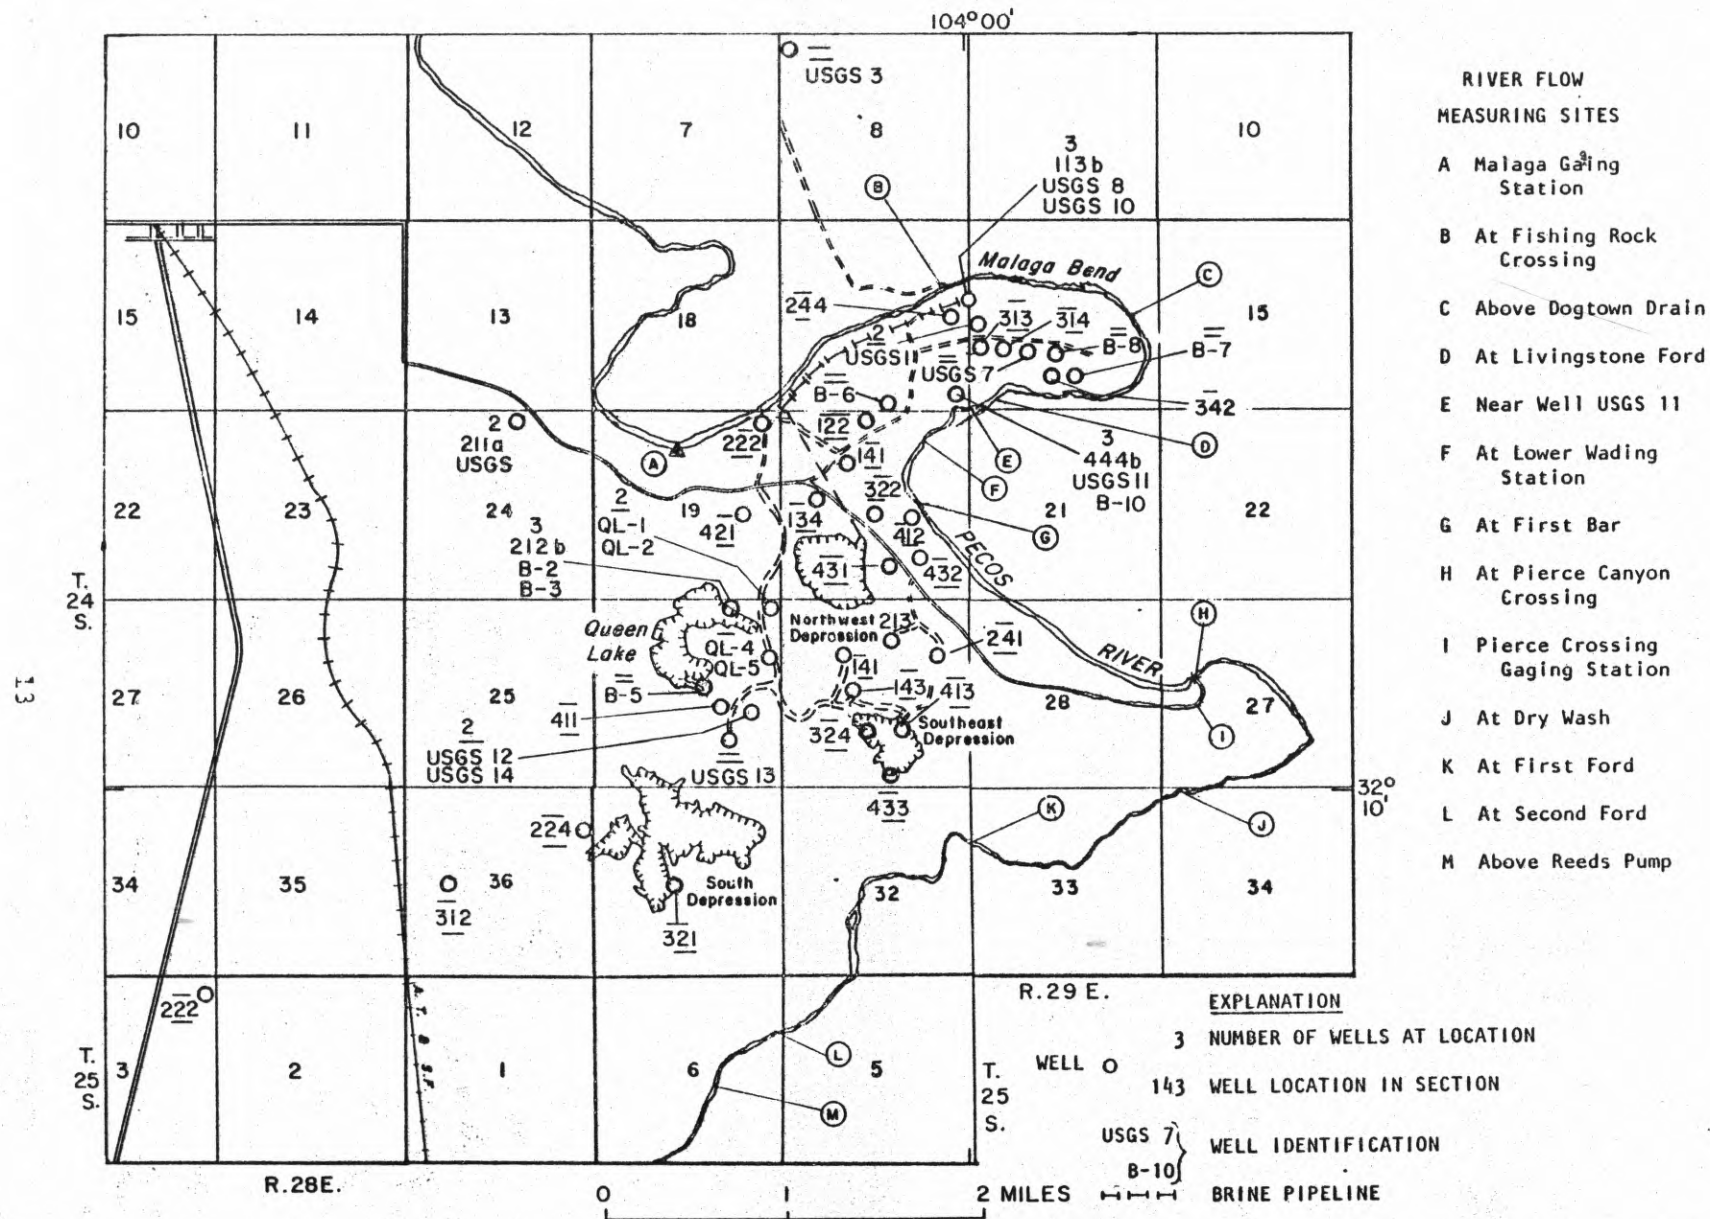 104°00'
USGS 3
10
11
12
7
8
10
3
113b
USGS 8
USGS 10
B
Malaga Bend
C
15
14
13
18
244
2
USGS 1
313
314
15
B-8
B-7
USGS 7
B-6
342
2
211a
USGS
222
122
A
141
E
D
3
444b
USGS 11
B-10
F
22
23
24
2
QL-1
QL-2
19
421
134
322
412
G
21
22
3
212b
B-2
B-3
431
432
PECOS
T.
24
S.
Queen
Lake
Northwest
Depression
213
241
H
RIVER
QL-4
QL-5
141
27
26
25
B-5
411
143
413
28
27
2
USGS 12
USGS 14
USGS 13
324
Southeast
Depression
I
433
32°
10'
224
K
J
34
35
36
312
South
Depression
321
32
33
34
222
A. T. & S. F.
R.29 E.
T.
25
S.
3
2
1
6
5
L
M
T.
25
S.
R.28E.
0 1 2 MILES
13
RIVER FLOW
MEASURING SITES
A Malaga Gaing
g
Station
B At Fishing Rock
Crossing
C Above Dogtown Drain
D At Livingstone Ford
E Near Well USGS 11
F At Lower Wading
Station
G At First Bar
H At Pierce Canyon
Crossing
I Pierce Crossing
Gaging Station
J At Dry Wash
K At First Ford
L At Second Ford
M Above Reeds Pump
EXPLANATION
3 NUMBER OF WELLS AT LOCATION
WELL
143 WELL LOCATION IN SECTION
USGS 7
B-10
WELL IDENTIFICATION
BRINE PIPELINE